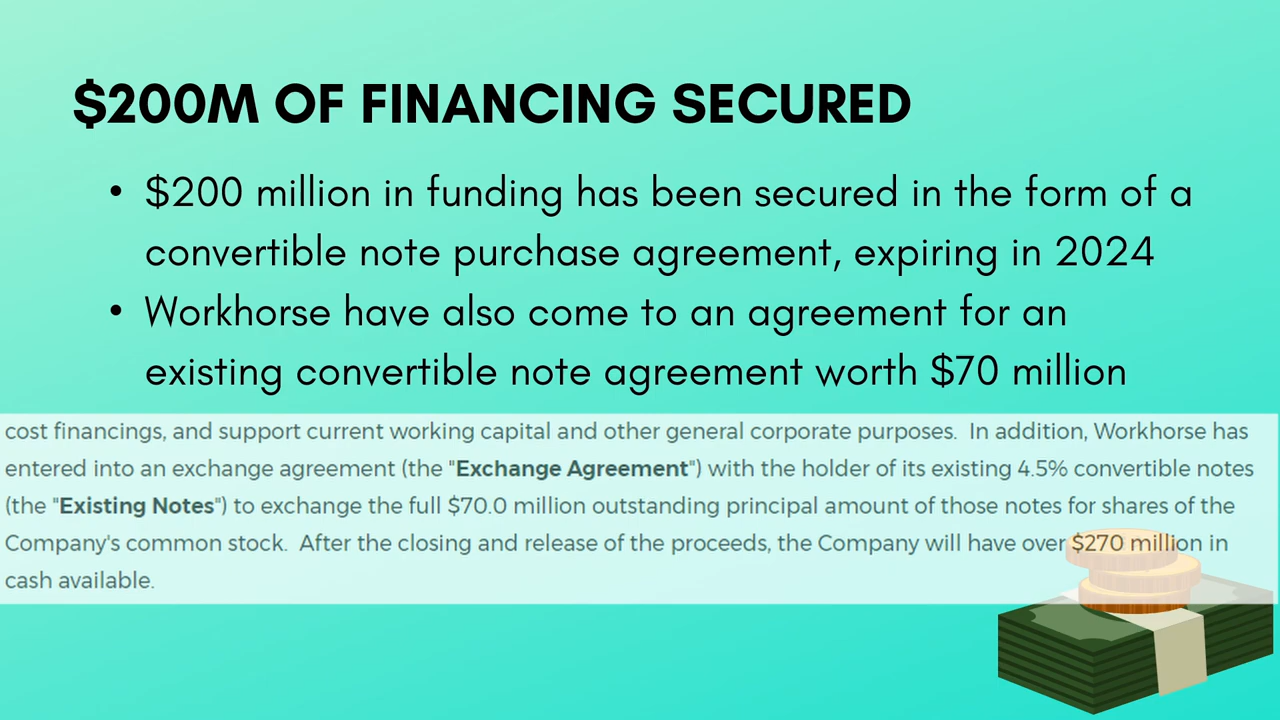 $200M OF FINANCING SECURED
• $200 million in funding has been secured in the form of a
convertible note purchase agreement, expiring in 2024
• Workhorse have also come to an agreement for an
existing convertible note agreement worth $70 million
cost financings, and support current working capital and other general corporate purposes.  In addition, Workhorse has
entered into an exchange agreement (the "Exchange Agreement") with the holder of its existing 4.5% convertible notes
(the "Existing Notes") to exchange the full $70.0 million outstanding principal amount of those notes for shares of the
Company's common stock.  After the closing and release of the proceeds, the Company will have over $270 million in
cash available.